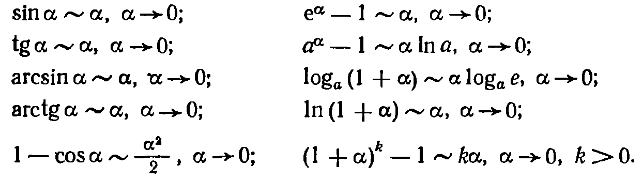 sin α ∼ α, α → 0; e^α − 1 ∼ α, α → 0;
tg α ∼ α, α → 0; a^α − 1 ∼ α ln a, α → 0;
arcsin α ∼ α, α → 0; log_a (1 + α) ∼ α log_a e, α → 0;
arctg α ∼ α, α → 0; ln (1 + α) ∼ α, α → 0;
1 − cos α ∼ α²/2, α → 0; (1 + α)^k − 1 ∼ kα, α → 0, k > 0.